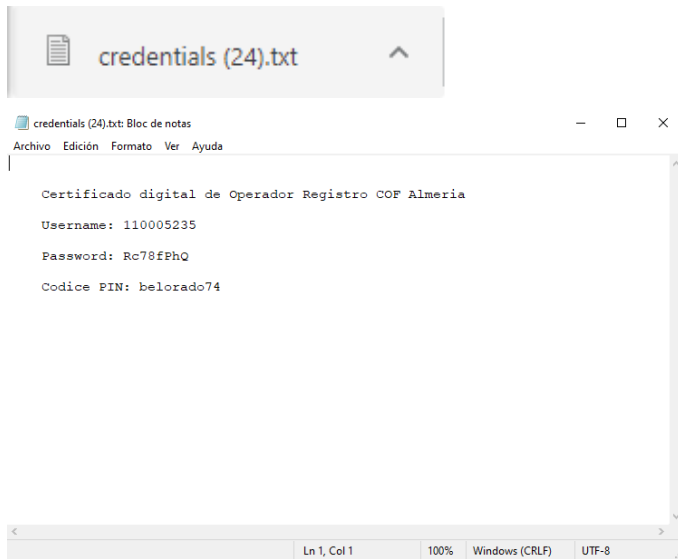 credentials (24).txt
credentials (24).txt: Bloc de notas
Archivo Edición Formato Ver Ayuda
Certificado digital de Operador Registro COF Almeria
Username: 110005235
Password: Rc78fPhQ
Codice PIN: belorado74
Ln 1, Col 1 100% Windows (CRLF) UTF-8